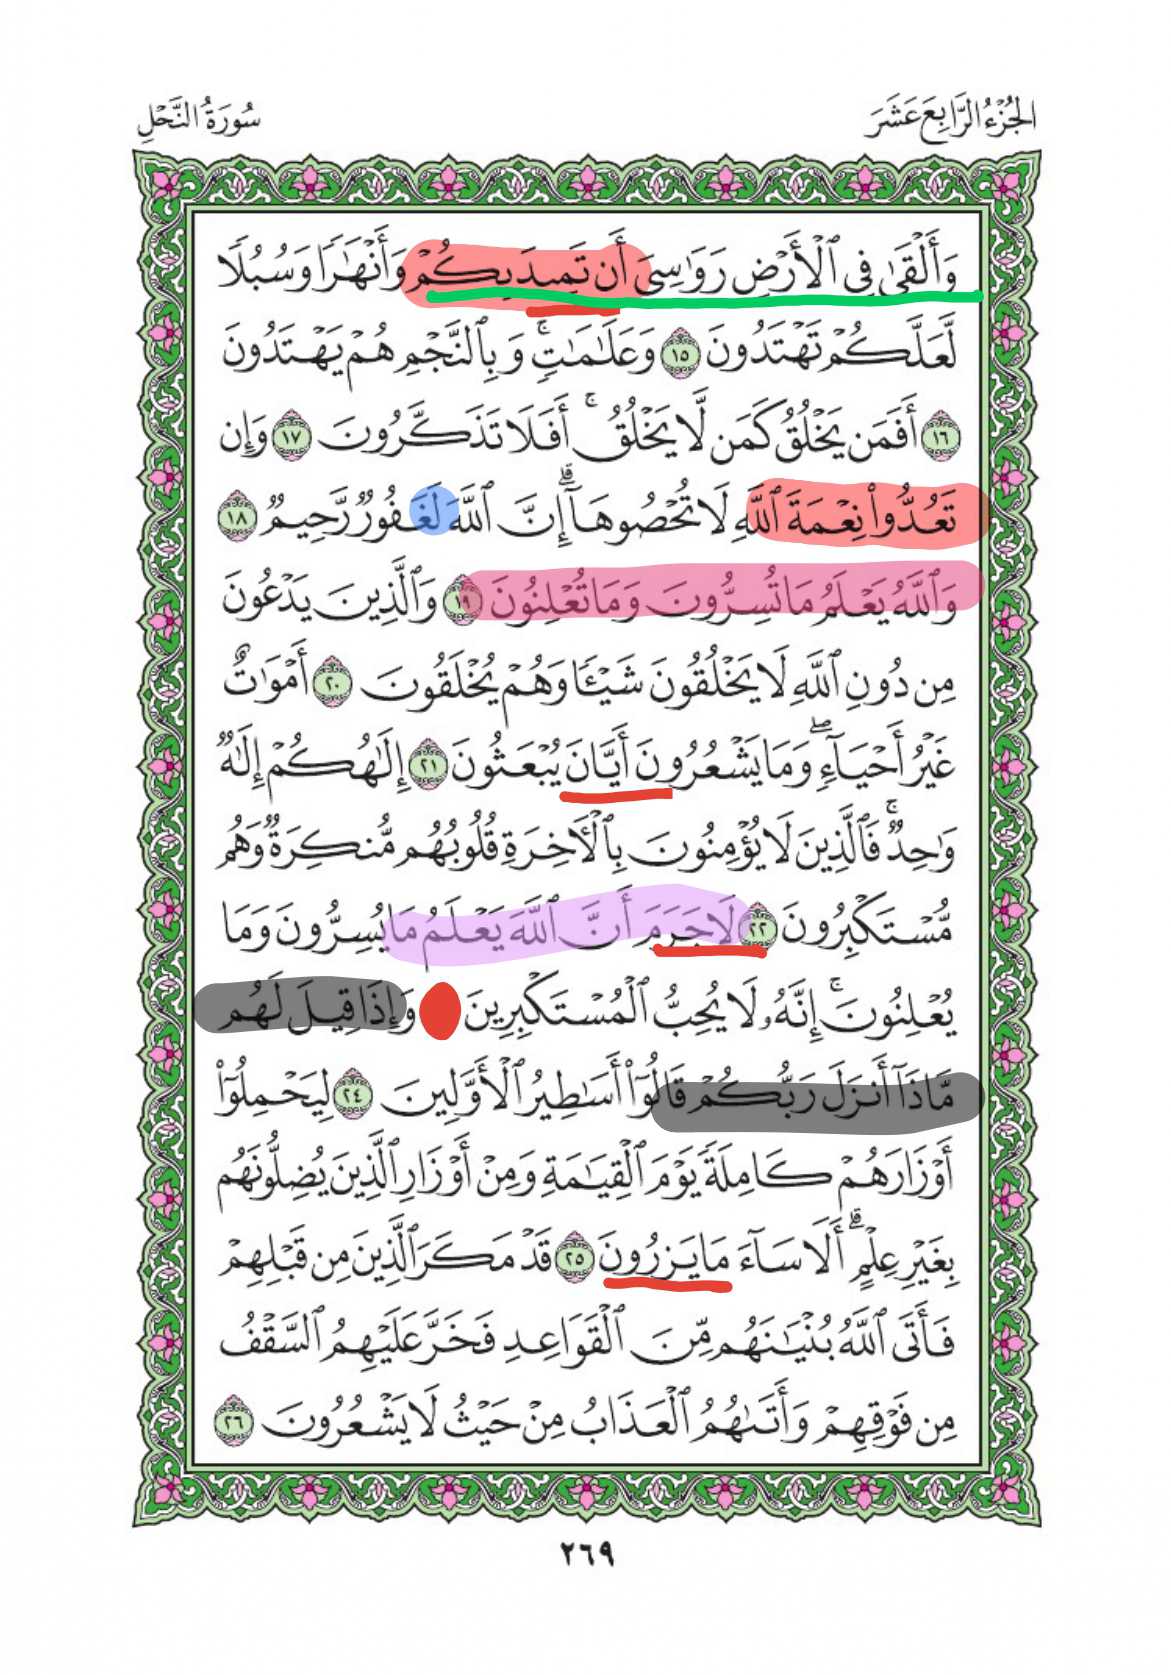 الجُزْءُ الرَّابِعَ عَشَرَ
سُورَةُ النَّحْلِ
وَأَلْقَىٰ فِى ٱلْأَرْضِ رَوَٰسِىَ أَن تَمِيدَ بِكُمْ وَأَنْهَٰرًا وَسُبُلًا
لَّعَلَّكُمْ تَهْتَدُونَ ١٥ وَعَلَٰمَٰتٍ ۚ وَبِٱلنَّجْمِ هُمْ يَهْتَدُونَ
١٦ أَفَمَن يَخْلُقُ كَمَن لَّا يَخْلُقُ ۚ أَفَلَا تَذَكَّرُونَ ١٧ وَإِن
تَعُدُّوا۟ نِعْمَةَ ٱللَّهِ لَا تُحْصُوهَآ ۗ إِنَّ ٱللَّهَ لَغَفُورٌ رَّحِيمٌ ١٨
وَٱللَّهُ يَعْلَمُ مَا تُسِرُّونَ وَمَا تُعْلِنُونَ ١٩ وَٱلَّذِينَ يَدْعُونَ
مِن دُونِ ٱللَّهِ لَا يَخْلُقُونَ شَيْـًٔا وَهُمْ يُخْلَقُونَ ٢٠ أَمْوَٰتٌ
غَيْرُ أَحْيَآءٍ ۖ وَمَا يَشْعُرُونَ أَيَّانَ يُبْعَثُونَ ٢١ إِلَٰهُكُمْ إِلَٰهٌ
وَٰحِدٌ ۚ فَٱلَّذِينَ لَا يُؤْمِنُونَ بِٱلْـَٔاخِرَةِ قُلُوبُهُم مُّنكِرَةٌ وَهُم
مُّسْتَكْبِرُونَ ٢٢ لَا جَرَمَ أَنَّ ٱللَّهَ يَعْلَمُ مَا يُسِرُّونَ وَمَا
يُعْلِنُونَ ۚ إِنَّهُۥ لَا يُحِبُّ ٱلْمُسْتَكْبِرِينَ وَإِذَا قِيلَ لَهُم
مَّاذَآ أَنزَلَ رَبُّكُمْ قَالُوٓا۟ أَسَٰطِيرُ ٱلْأَوَّلِينَ ٢٤ لِيَحْمِلُوٓا۟
أَوْزَارَهُمْ كَامِلَةً يَوْمَ ٱلْقِيَٰمَةِ وَمِنْ أَوْزَارِ ٱلَّذِينَ يُضِلُّونَهُم
بِغَيْرِ عِلْمٍ ۗ أَلَا سَآءَ مَا يَزِرُونَ ٢٥ قَدْ مَكَرَ ٱلَّذِينَ مِن قَبْلِهِمْ
فَأَتَى ٱللَّهُ بُنْيَٰنَهُم مِّنَ ٱلْقَوَاعِدِ فَخَرَّ عَلَيْهِمُ ٱلسَّقْفُ
مِن فَوْقِهِمْ وَأَتَىٰهُمُ ٱلْعَذَابُ مِنْ حَيْثُ لَا يَشْعُرُونَ ٢٦
٢٦٩